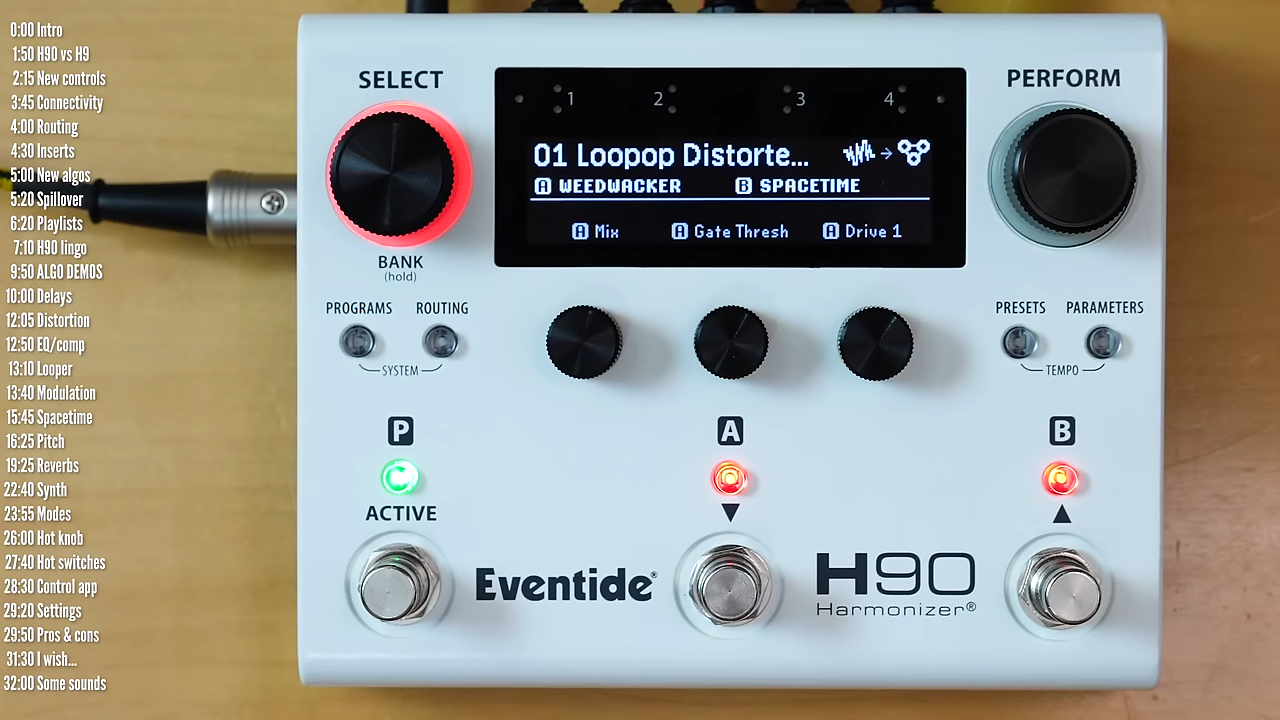 0:00 Intro
1:50 H90 vs H9
2:15 New controls
3:45 Connectivity
4:00 Routing
4:30 Inserts
5:00 New algos
5:20 Spillover
6:20 Playlists
7:10 H90 lingo
9:50 ALGO DEMOS
10:00 Delays
12:05 Distortion
12:50 EQ/comp
13:10 Looper
13:40 Modulation
15:45 Spacetime
16:25 Pitch
19:25 Reverbs
22:40 Synth
23:55 Modes
26:00 Hot knob
27:40 Hot switches
28:30 Control app
29:20 Settings
29:50 Pros & cons
31:30 I wish...
32:00 Some sounds
SELECT
PERFORM
1 2 3 4
01 Loopop Distorte...
A WEEDWACKER B SPACETIME
A Mix A Gate Thresh A Drive 1
BANK
(hold)
PROGRAMS ROUTING
SYSTEM
PRESETS PARAMETERS
TEMPO
P A B
ACTIVE
Eventide®
H90
Harmonizer®